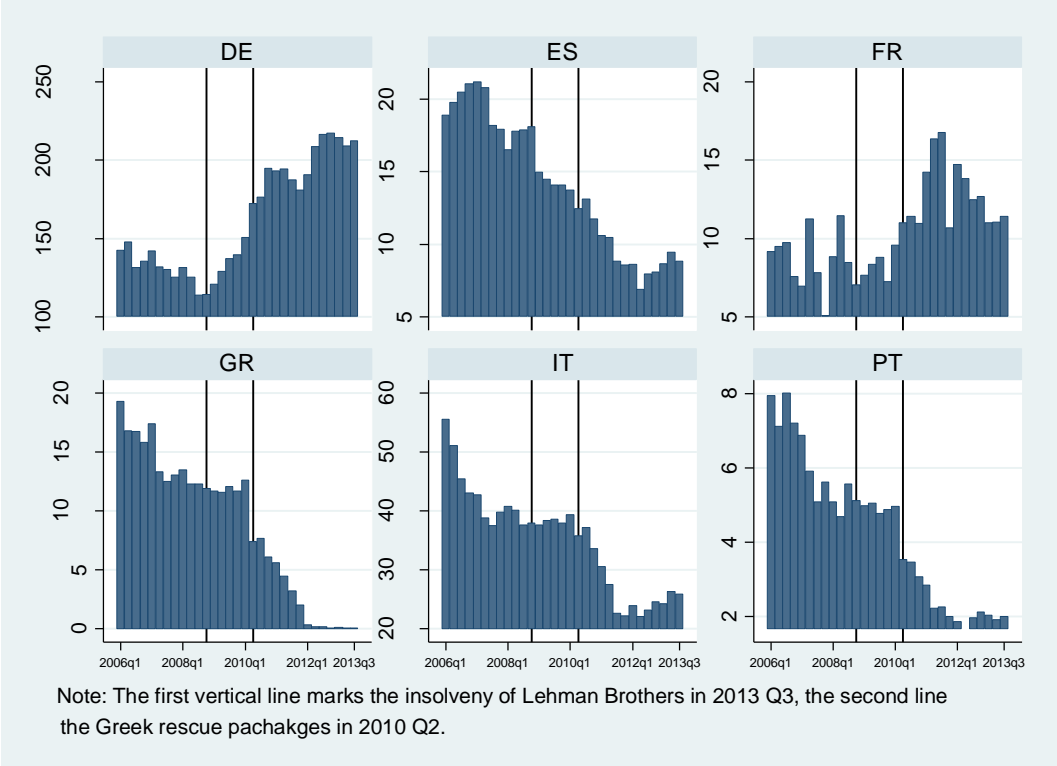 DE
ES
FR
250
200
150
100
20
15
10
5
20
15
10
5
GR
IT
PT
20
15
10
5
0
60
50
40
30
20
8
6
4
2
2006q1 2008q1 2010q1 2012q1 2013q3
2006q1 2008q1 2010q1 2012q1 2013q3
2006q1 2008q1 2010q1 2012q1 2013q3
Note: The first vertical line marks the insolveny of Lehman Brothers in 2013 Q3, the second line
the Greek rescue pachakges in 2010 Q2.